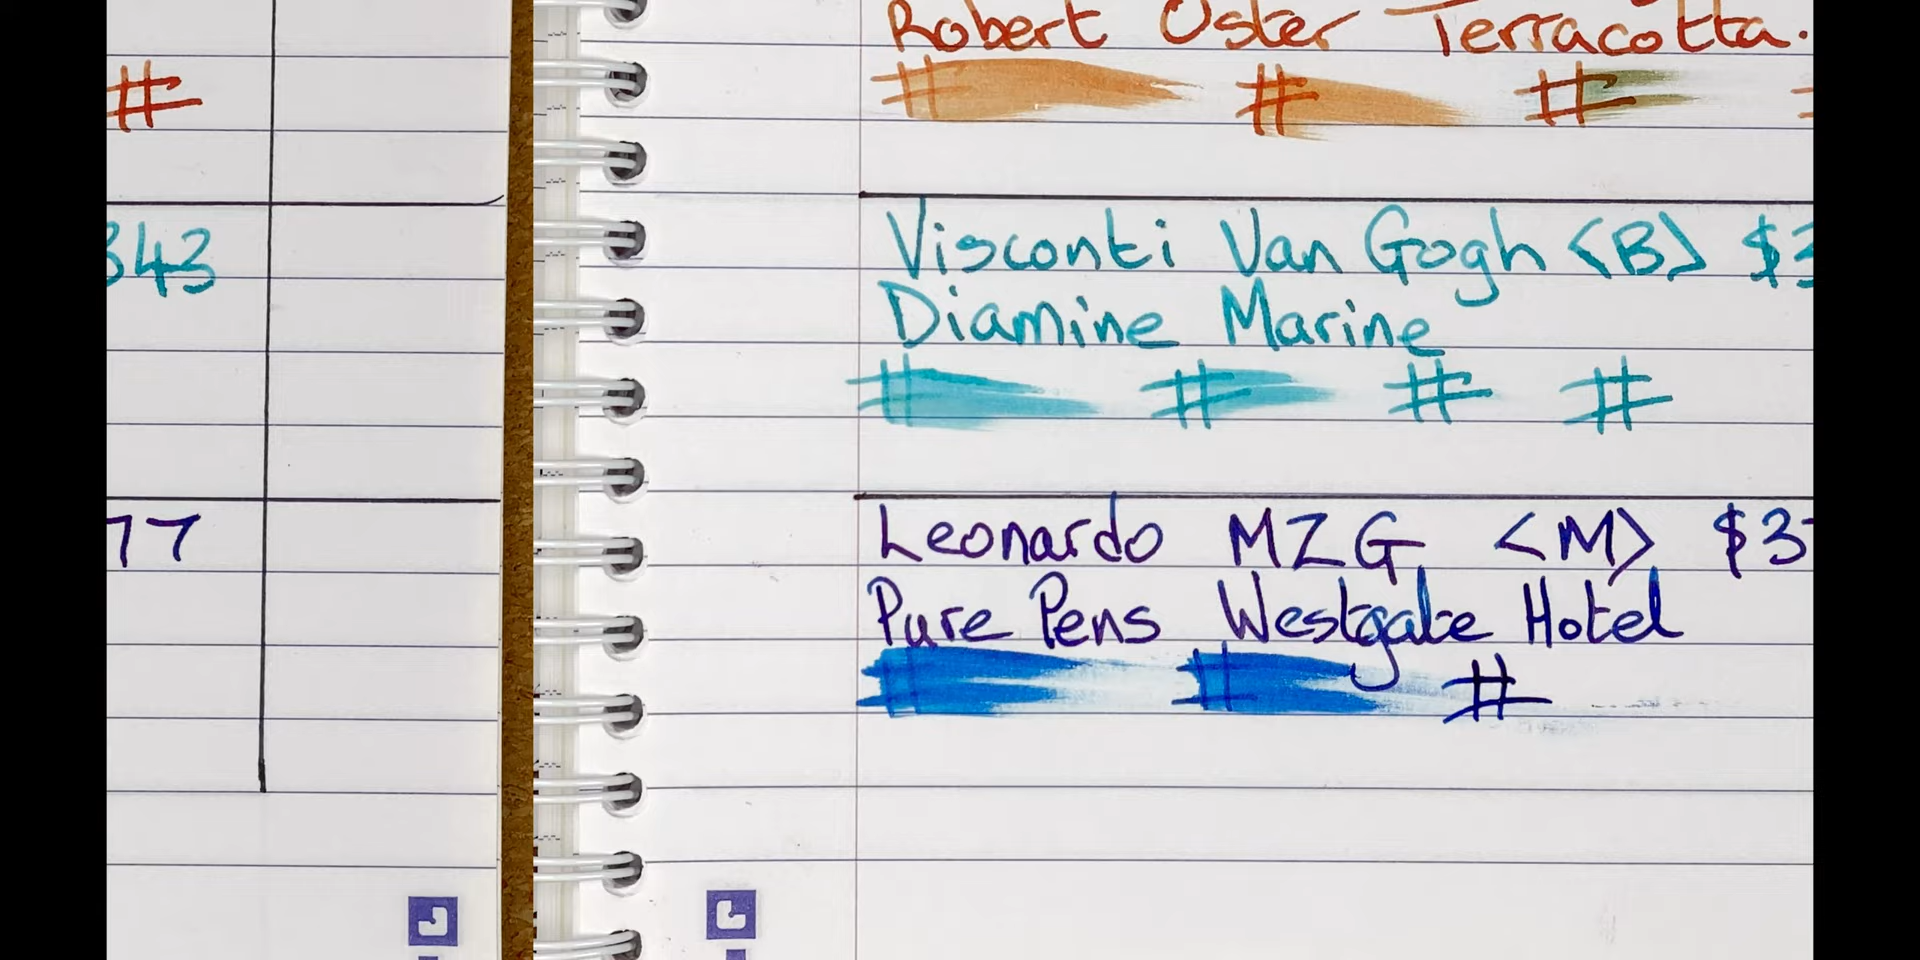 #
343
77
Robert Oster Terracotta.
# # #
Visconti Van Gogh <B> $3
Diamine Marine
# # # #
Leonardo MZG <M> $3
Pure Pens Westgate Hotel
# # #